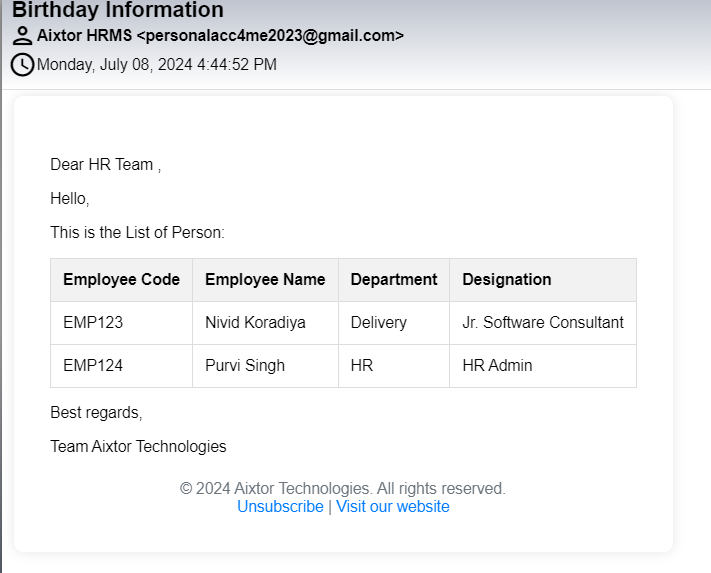 Birthday Information
Aixtor HRMS <personalacc4me2023@gmail.com>
Monday, July 08, 2024 4:44:52 PM
Dear HR Team ,
Hello,
This is the List of Person:
Employee Code Employee Name Department Designation
EMP123 Nivid Koradiya Delivery Jr. Software Consultant
EMP124 Purvi Singh HR HR Admin
Best regards,
Team Aixtor Technologies
© 2024 Aixtor Technologies. All rights reserved.
Unsubscribe | Visit our website